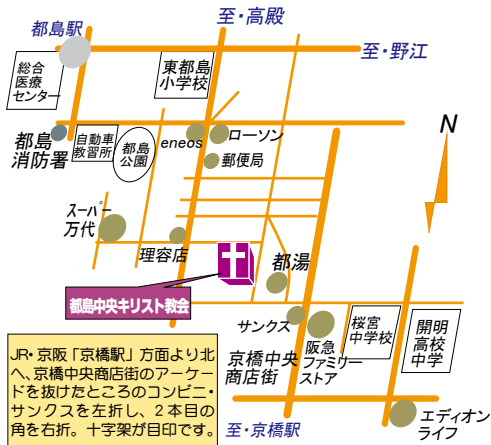 都島駅
至・高殿
至・野江
総合
医療
センター
東都島
小学校
都島
消防署
自動車
教習所
都島
公園
eneos
ローソン
郵便局
N
スーパー
万代
理容店
都湯
都島中央キリスト教会
サンクス
阪急
ファミリー
ストア
桜宮
中学校
開明
高校
中学
京橋中央
商店街
JR・京阪「京橋駅」方面より北
へ、京橋中央商店街のアーケー
ドを抜けたところのコンビニ・
サンクスを左折し、2本目の
角を右折。十字架が目印です。
至・京橋駅
エディオン
ライフ